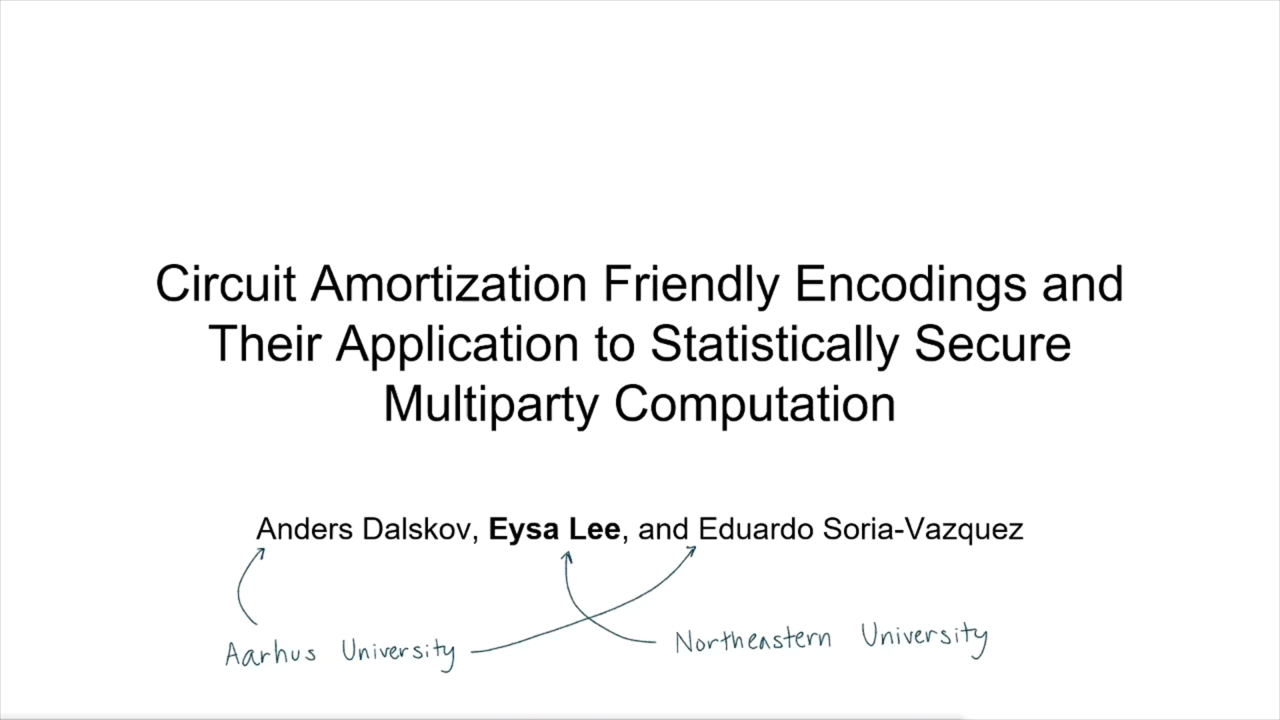 Circuit Amortization Friendly Encodings and
Their Application to Statistically Secure
Multiparty Computation
Anders Dalskov, Eysa Lee, and Eduardo Soria-Vazquez
Aarhus University Northeastern University